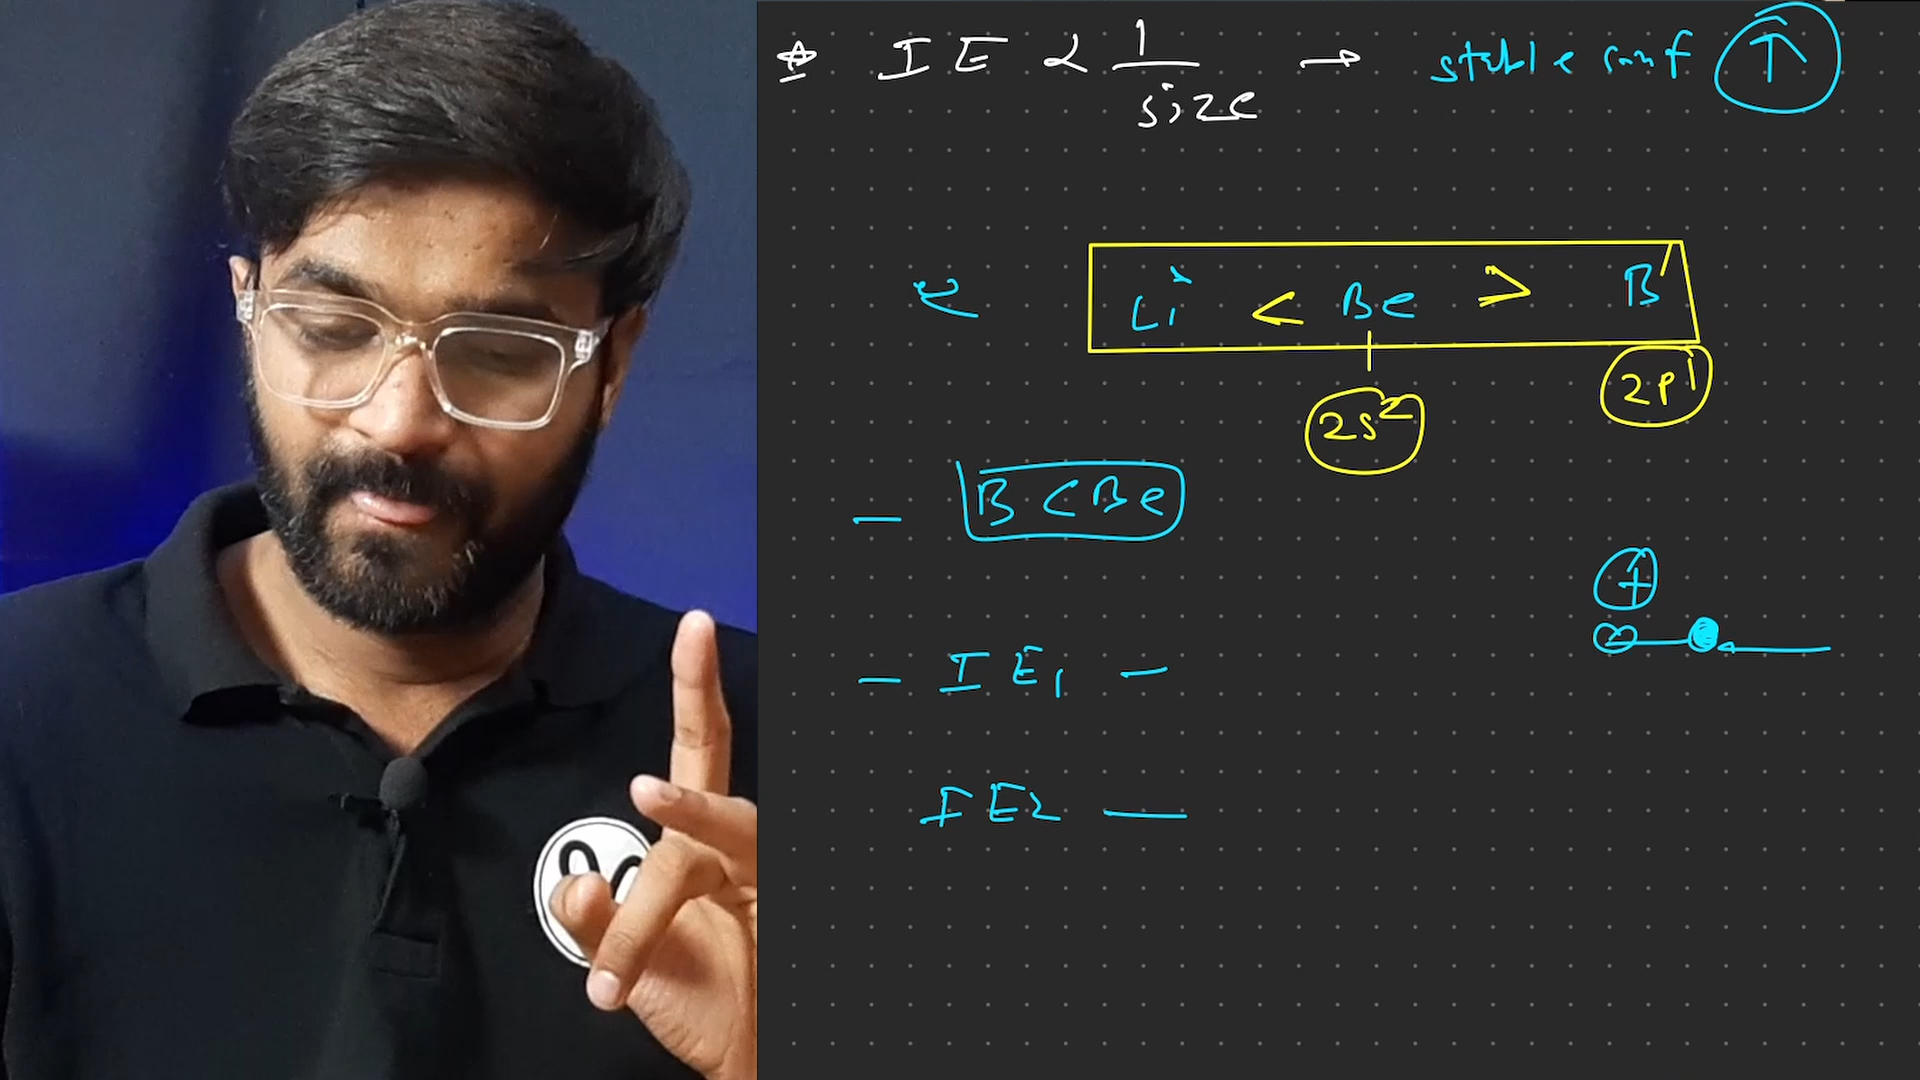 IE α 1/size → stable conf ↑
Li < Be > B
2s² 2p¹
- B < Be
+
- IE₁ -
IE₂ —